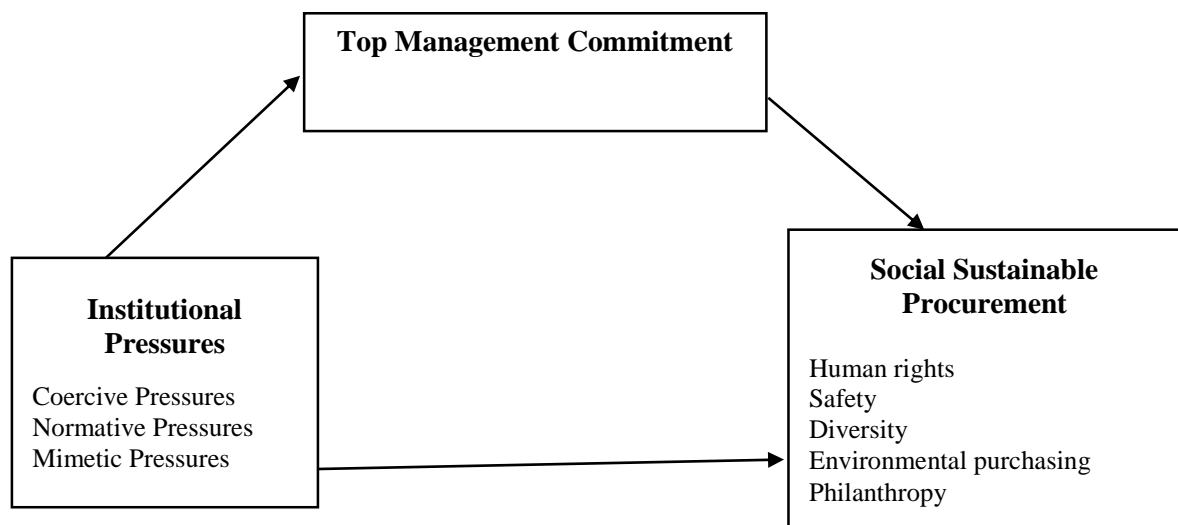 Top Management Commitment
Institutional
Pressures
Coercive Pressures
Normative Pressures
Mimetic Pressures
Social Sustainable
Procurement
Human rights
Safety
Diversity
Environmental purchasing
Philanthropy